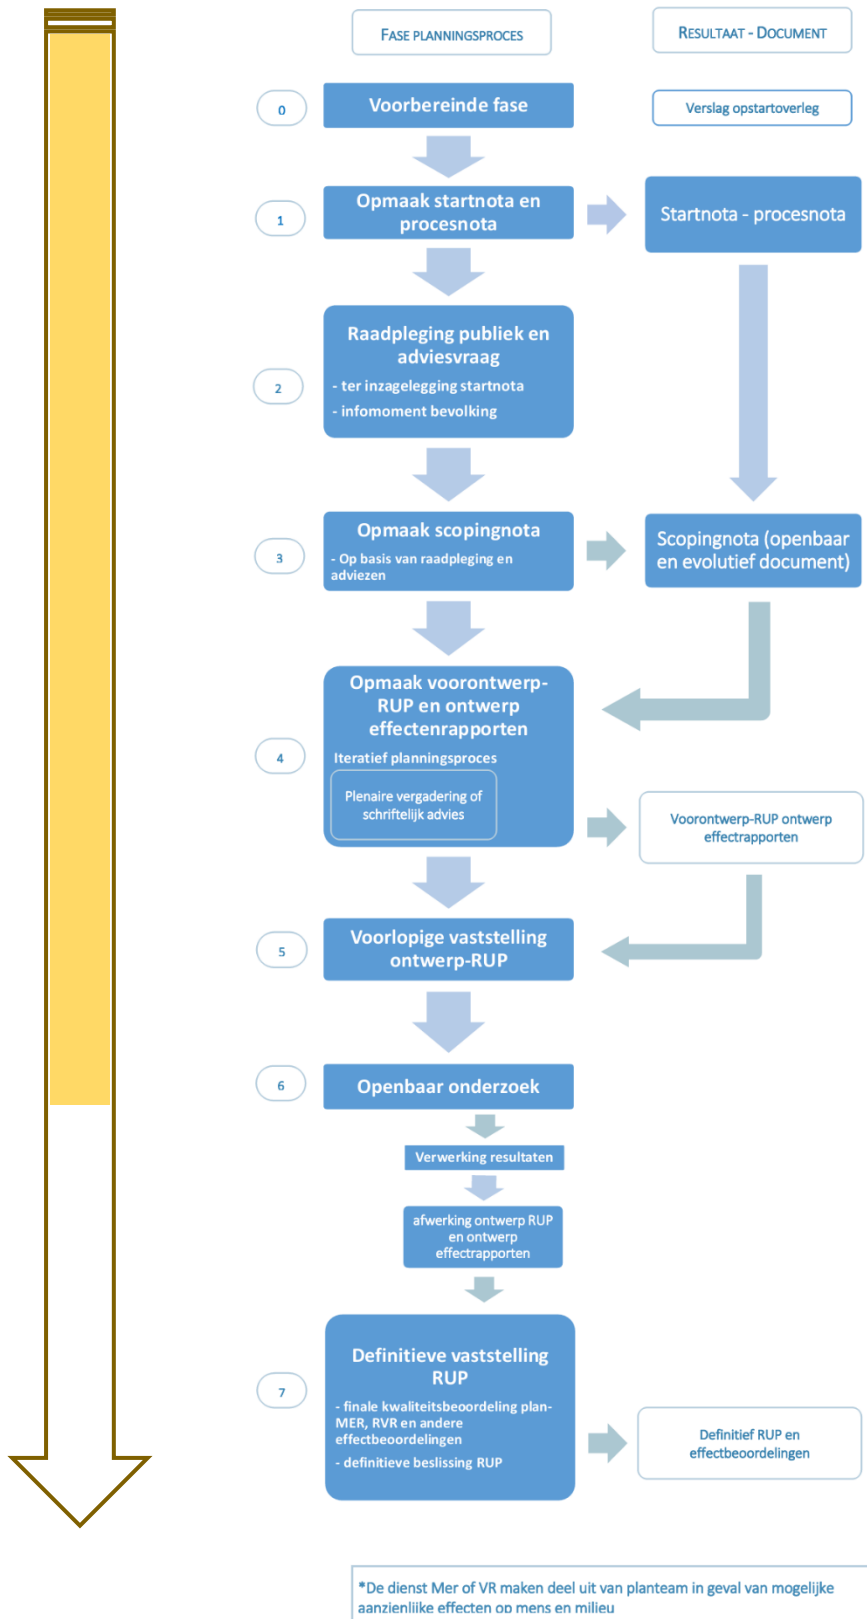 FASE PLANNINGSPROCES
RESULTAAT - DOCUMENT
0
Voorbereinde fase
Verslag opstartoverleg
1
Opmaak startnota en
procesnota
Startnota - procesnota
2
Raadpleging publiek en
adviesvraag
- ter inzagelegging startnota
- infomoment bevolking
3
Opmaak scopingnota
- Op basis van raadpleging en
adviezen
Scopingnota (openbaar
en evolutief document)
4
Opmaak voorontwerp-
RUP en ontwerp
effectenrapporten
Iteratief planningsproces
Plenaire vergadering of
schriftelijk advies
Voorontwerp-RUP ontwerp
effectrapporten
5
Voorlopige vaststelling
ontwerp-RUP
6
Openbaar onderzoek
Verwerking resultaten
afwerking ontwerp RUP
en ontwerp
effectrapporten
7
Definitieve vaststelling
RUP
- finale kwaliteitsbeoordeling plan-
MER, RVR en andere
effectbeoordelingen
- definitieve beslissing RUP
Definitief RUP en
effectbeoordelingen
*De dienst Mer of VR maken deel uit van planteam in geval van mogelijke
aanzienlijke effecten op mens en milieu